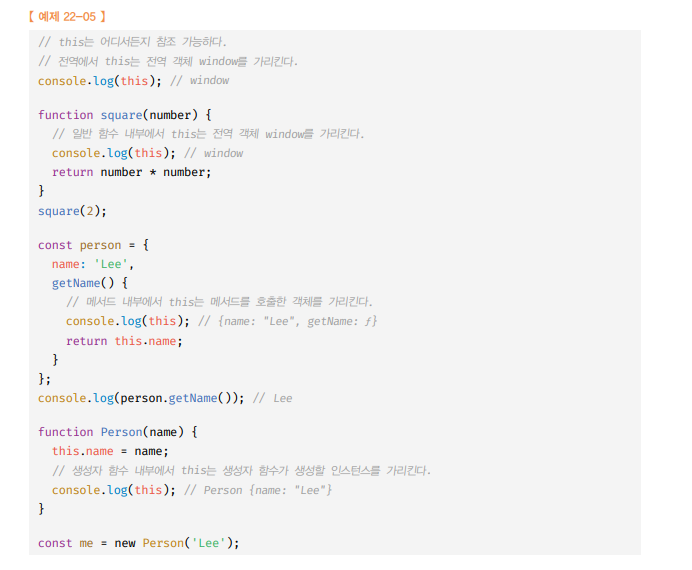 【 예제 22-05 】
// this는 어디서든지 참조 가능하다.
// 전역에서 this는 전역 객체 window를 가리킨다.
console.log(this); // window
function square(number) {
// 일반 함수 내부에서 this는 전역 객체 window를 가리킨다.
console.log(this); // window
return number * number;
}
square(2);
const person = {
name: 'Lee',
getName() {
// 메서드 내부에서 this는 메서드를 호출한 객체를 가리킨다.
console.log(this); // {name: "Lee", getName: ƒ}
return this.name;
}
};
console.log(person.getName()); // Lee
function Person(name) {
this.name = name;
// 생성자 함수 내부에서 this는 생성자 함수가 생성할 인스턴스를 가리킨다.
console.log(this); // Person {name: "Lee"}
}
const me = new Person('Lee');